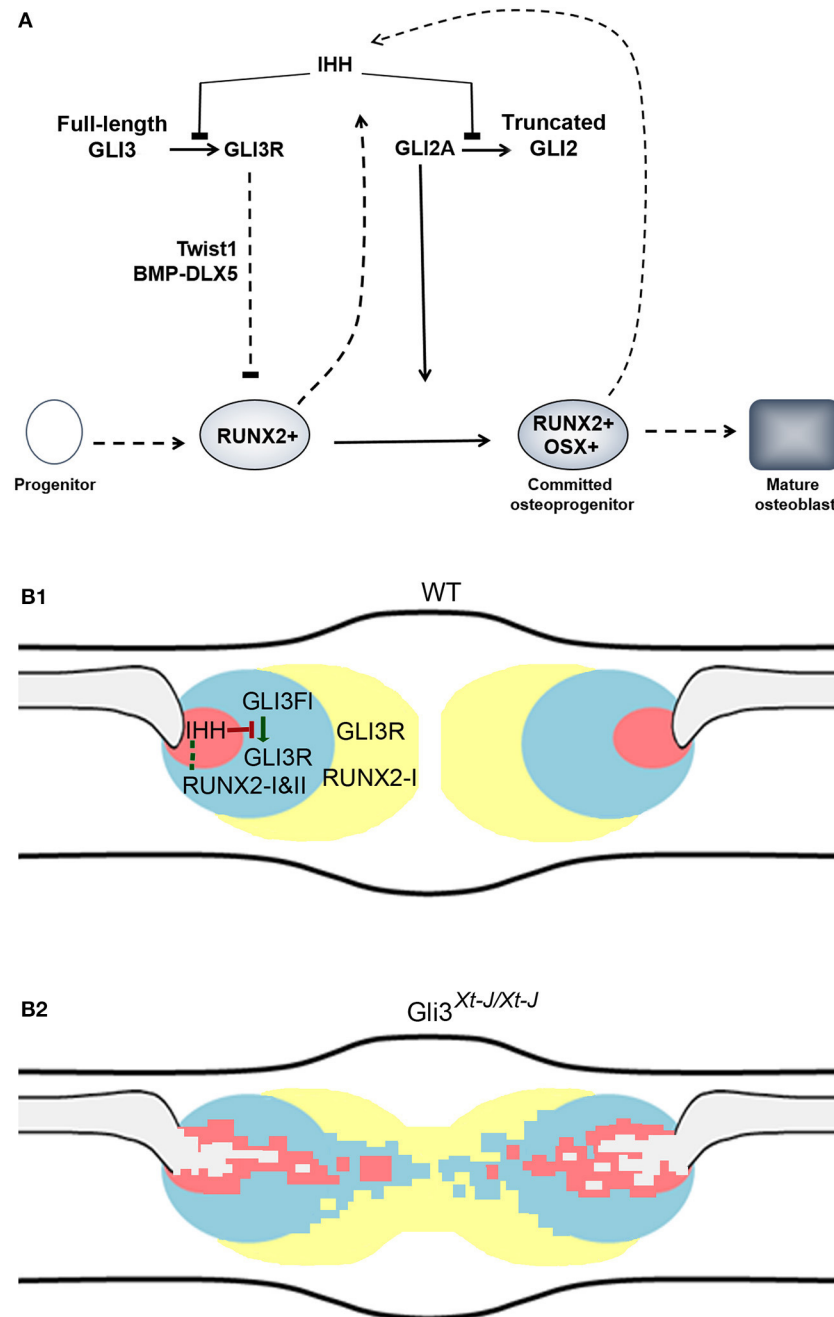 A
IHH
Full-length
GLI3
GLI3R
GLI2A
Truncated
GLI2
Twist1
BMP-DLX5
RUNX2+
RUNX2+
OSX+
Progenitor
Committed
osteoprogenitor
Mature
osteoblast
B1
WT
GLI3Fl
IHH
GLI3R
RUNX2-I&II
GLI3R
RUNX2-I
B2
Gli3Xt-J/Xt-J